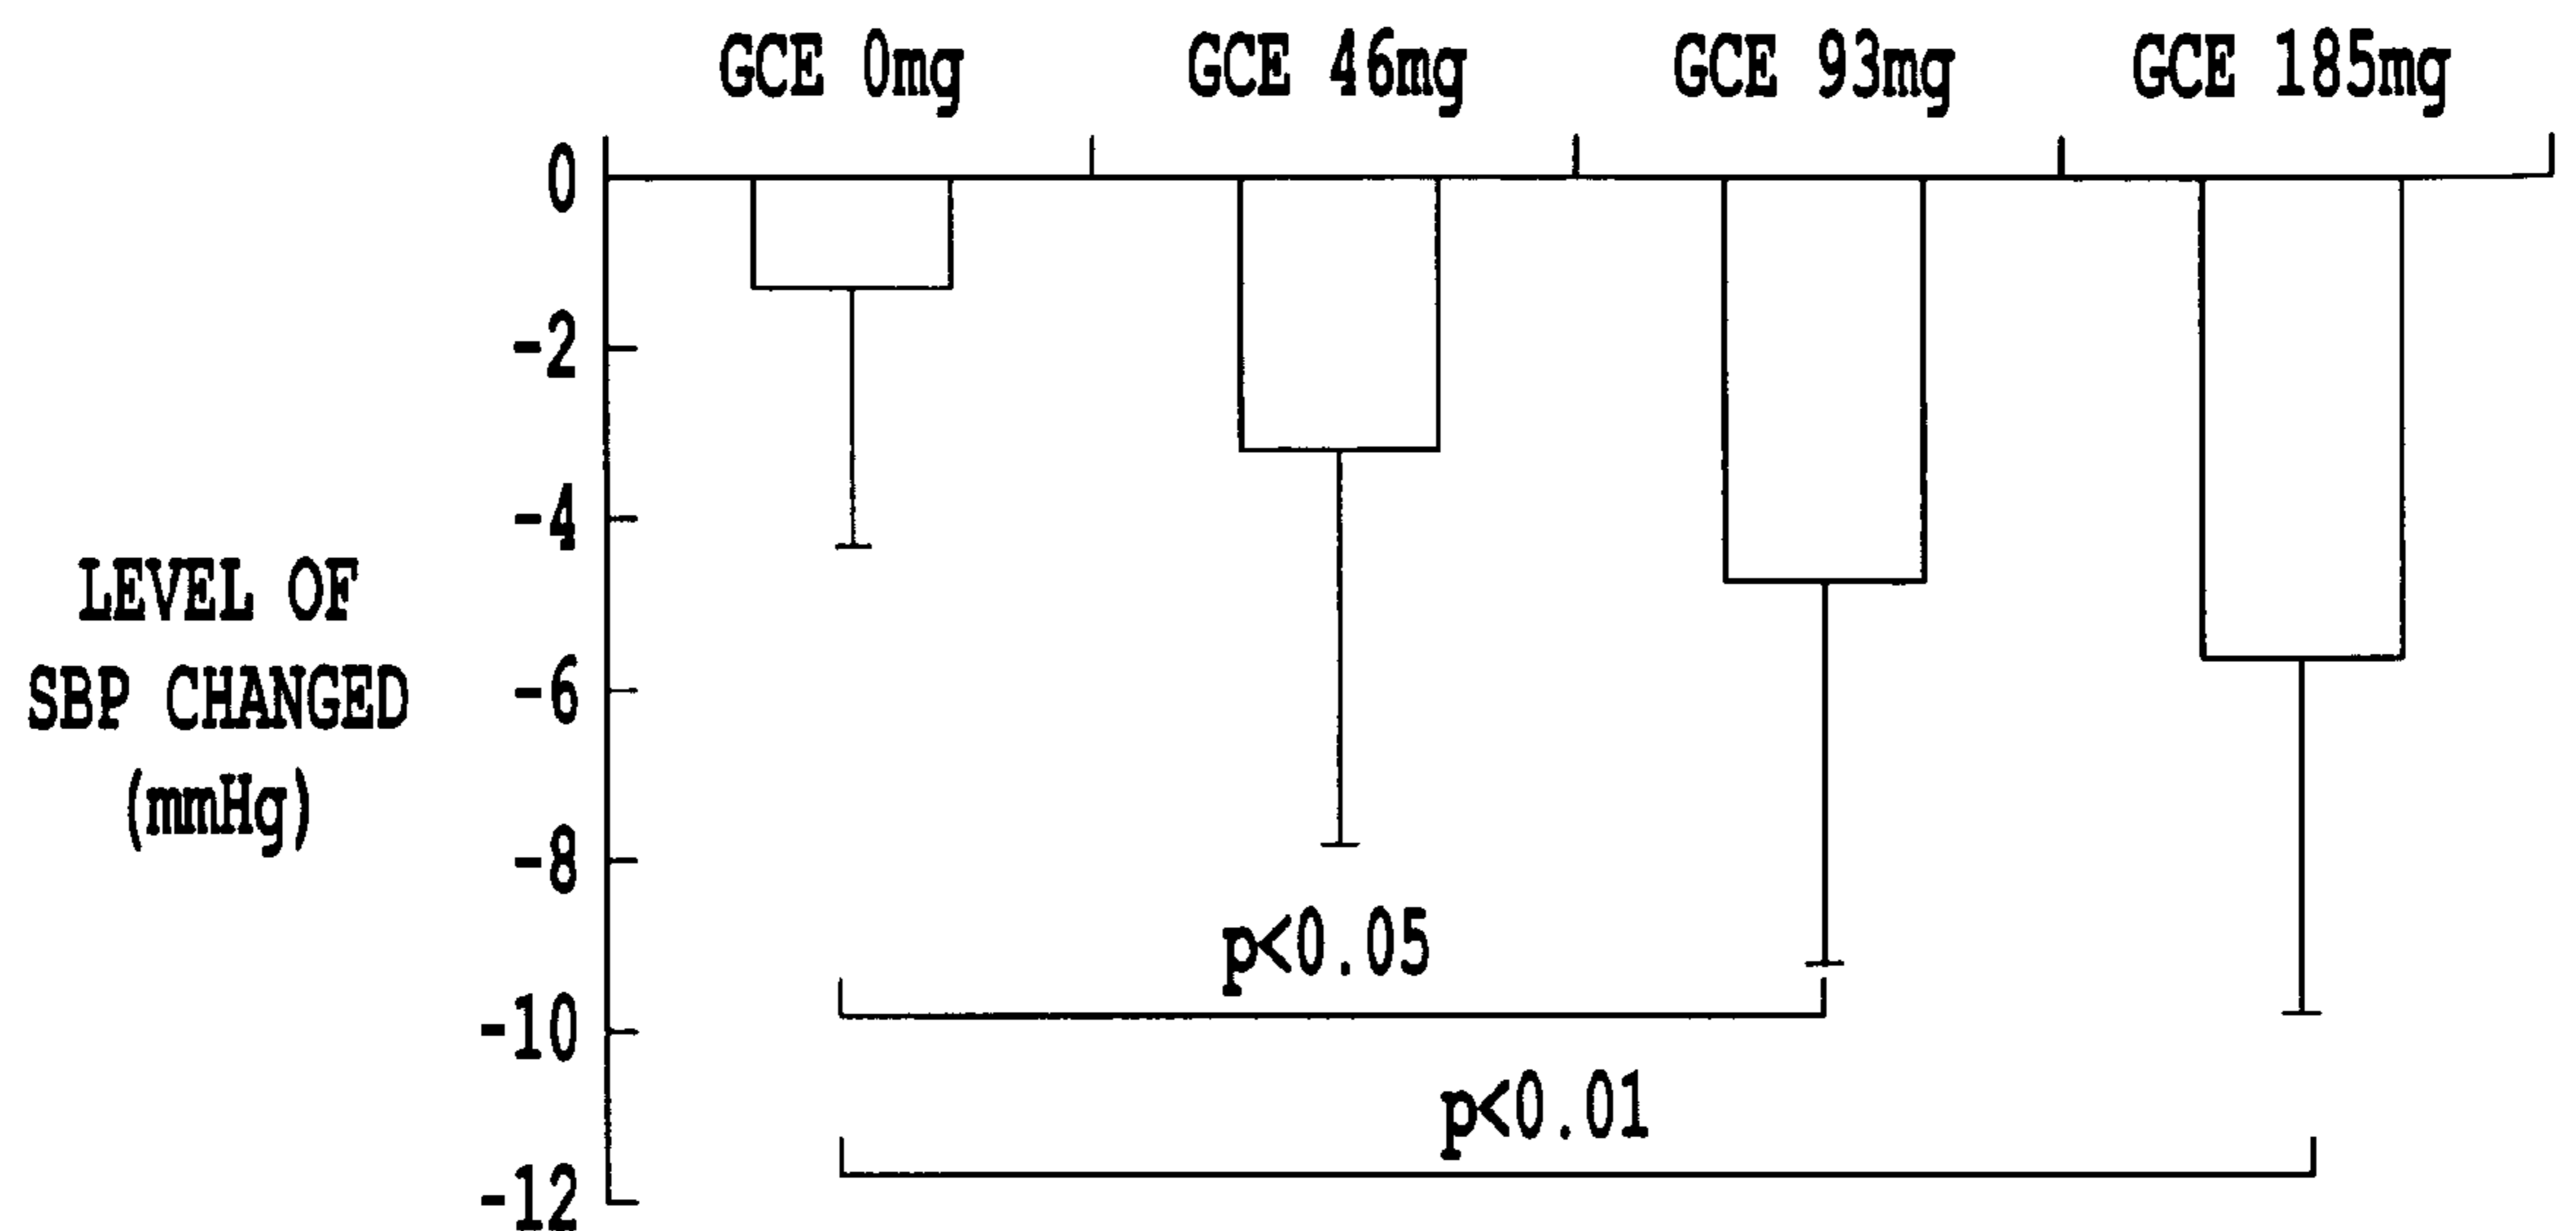 GCE 0mg GCE 46mg GCE 93mg GCE 185mg
0
-2
-4
LEVEL OF
SBP CHANGED
(mmHg)
-6
-8
p<0.05
-10
p<0.01
-12